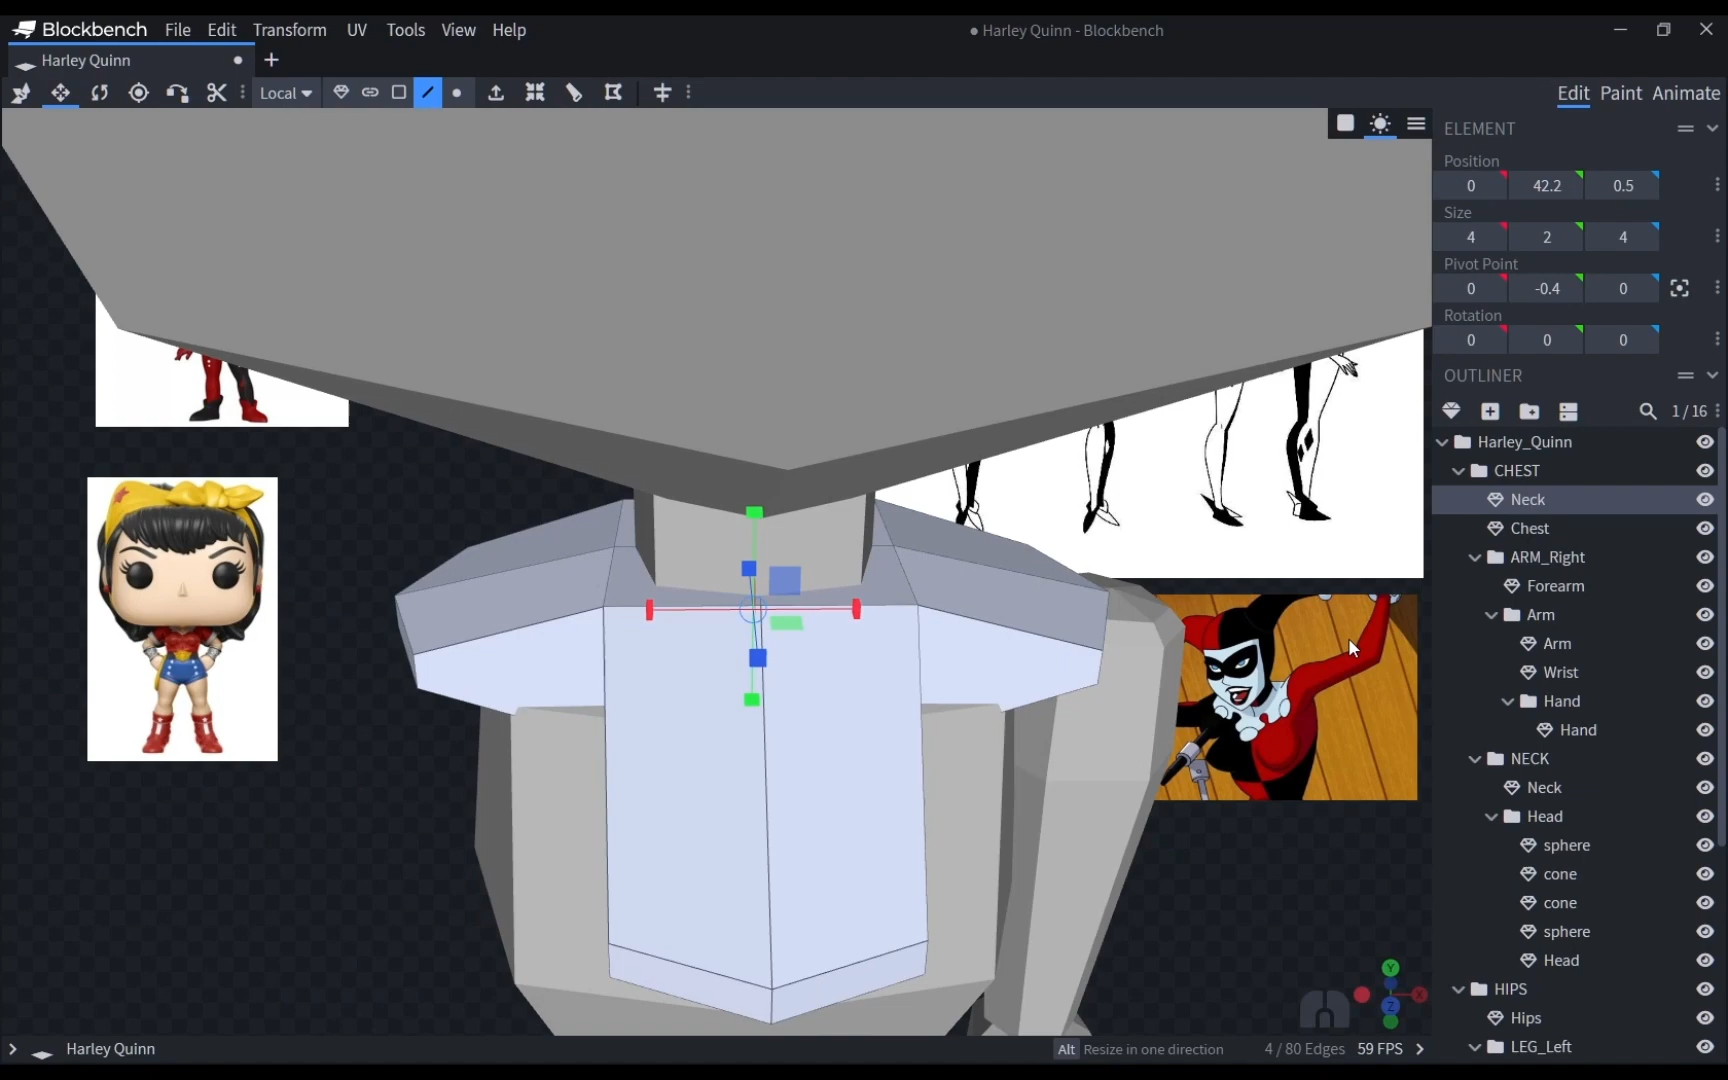 Blockbench File Edit Transform UV Tools View Help
Harley Quinn - Blockbench
Harley Quinn
Local
Edit Paint Animate
ELEMENT
Position
0 42.2 0.5
Size
4 2 4
Pivot Point
0 -0.4 0
Rotation
0 0 0
OUTLINER
1/16
Harley_Quinn
CHEST
Neck
Chest
ARM_Right
Forearm
Arm
Arm
Wrist
Hand
Hand
NECK
Neck
Head
sphere
cone
cone
sphere
Head
HIPS
Hips
LEG_Left
Y
X
Z
Harley Quinn
Alt Resize in one direction 4 / 80 Edges 59 FPS